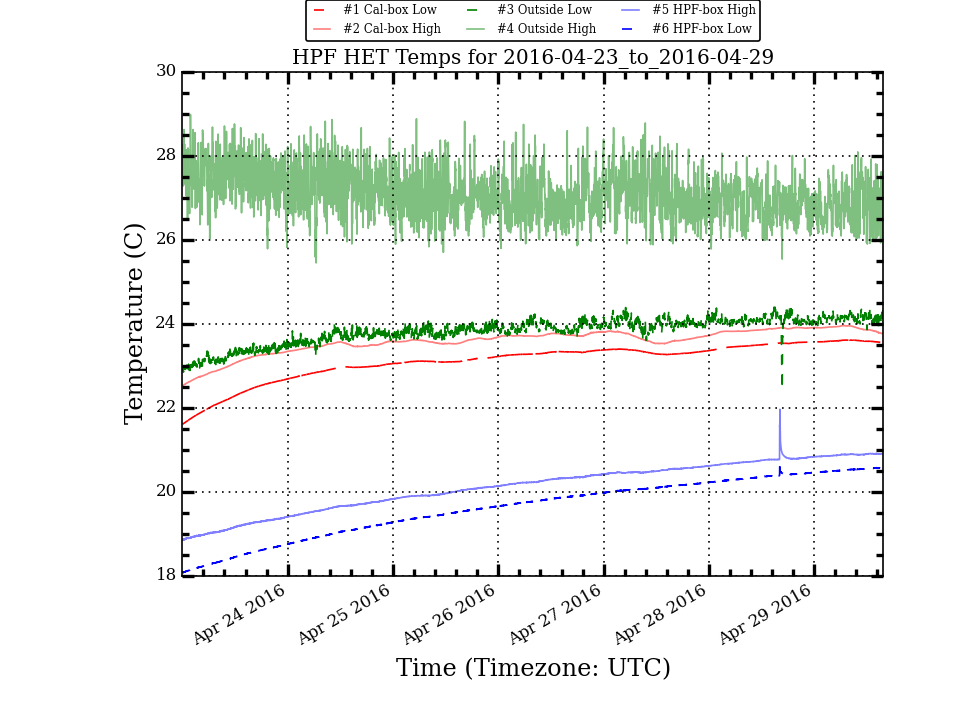 #1 Cal-box Low #3 Outside Low #5 HPF-box High
#2 Cal-box High #4 Outside High #6 HPF-box Low
HPF HET Temps for 2016-04-23_to_2016-04-29
30
28
26
24
22
20
18
Temperature (C)
Apr 24 2016 Apr 25 2016 Apr 26 2016 Apr 27 2016 Apr 28 2016 Apr 29 2016
Time (Timezone: UTC)